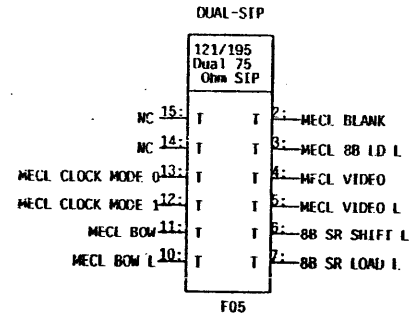 DUAL-SIP
121/195
Dual 75
Ohm SIP
NC 15: T T 2: MECL BLANK
NC 14: T T 3: MECL 8B LD L
MECL CLOCK MODE 0 13: T T 4: MECL VIDEO
MECL CLOCK MODE 1 12: T T 5: MECL VIDEO L
MECL BOW 11: T T 6: 8B SR SHIFT L
MECL BOW L 10: T T 7: 8B SR LOAD L
F05